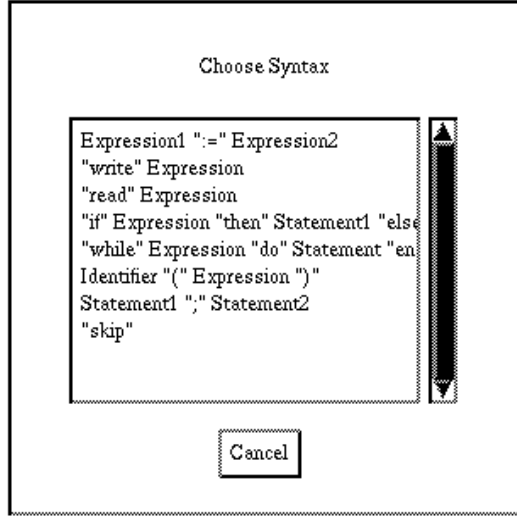 Choose Syntax
Expression1 ":=" Expression2
"write" Expression
"read" Expression
"if" Expression "then" Statement1 "else
"while" Expression "do" Statement "en
Identifier "(" Expression ")"
Statement1 ";" Statement2
"skip"
Cancel